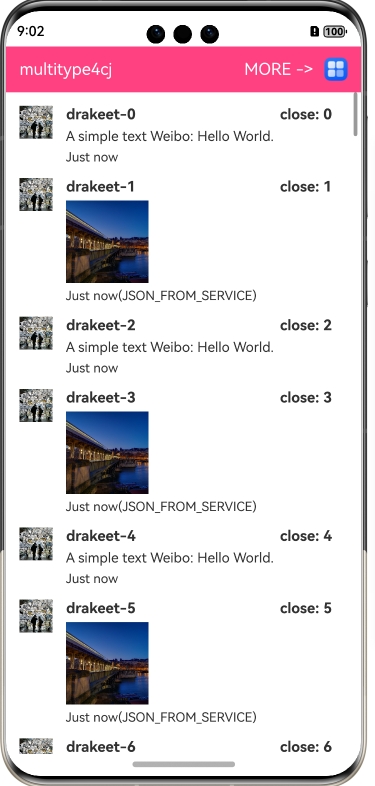 9:02 100
multitype4cj MORE ->
drakeet-0 close: 0
A simple text Weibo: Hello World.
Just now
drakeet-1 close: 1
Just now(JSON_FROM_SERVICE)
drakeet-2 close: 2
A simple text Weibo: Hello World.
Just now
drakeet-3 close: 3
Just now(JSON_FROM_SERVICE)
drakeet-4 close: 4
A simple text Weibo: Hello World.
Just now
drakeet-5 close: 5
Just now(JSON_FROM_SERVICE)
drakeet-6 close: 6